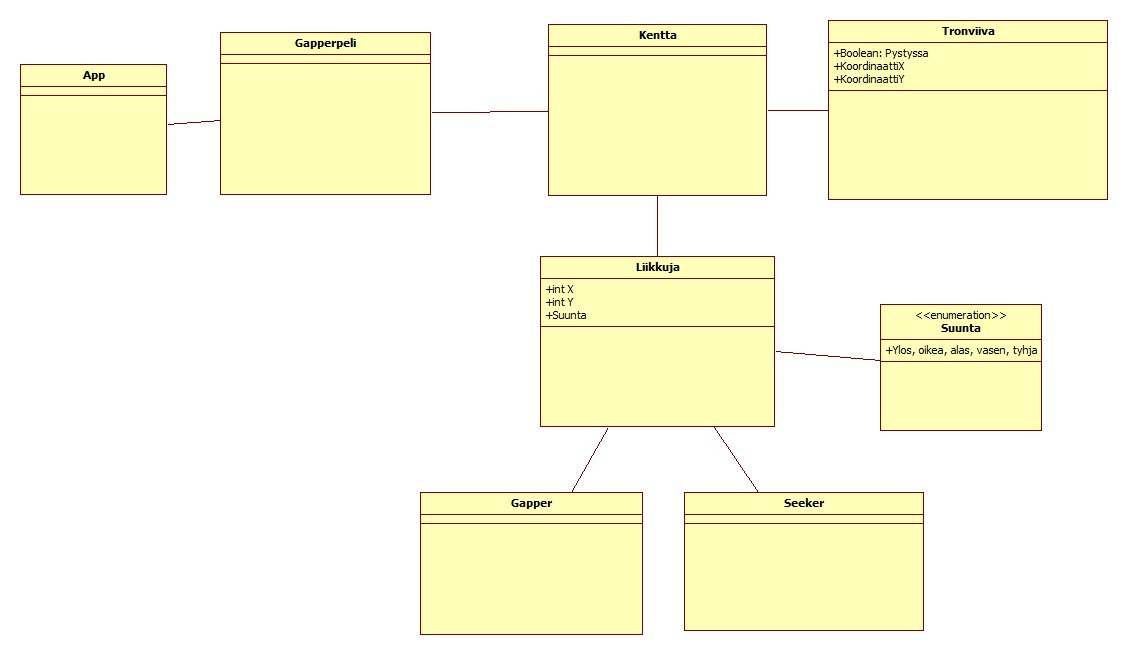 App
Gapperpeli
Kentta
Tronviiva
+Boolean: Pystyssa
+KoordinaattiX
+KoordinaattiY
Liikkuja
+int X
+int Y
+Suunta
<<enumeration>>
Suunta
+Ylos, oikea, alas, vasen, tyhja
Gapper
Seeker